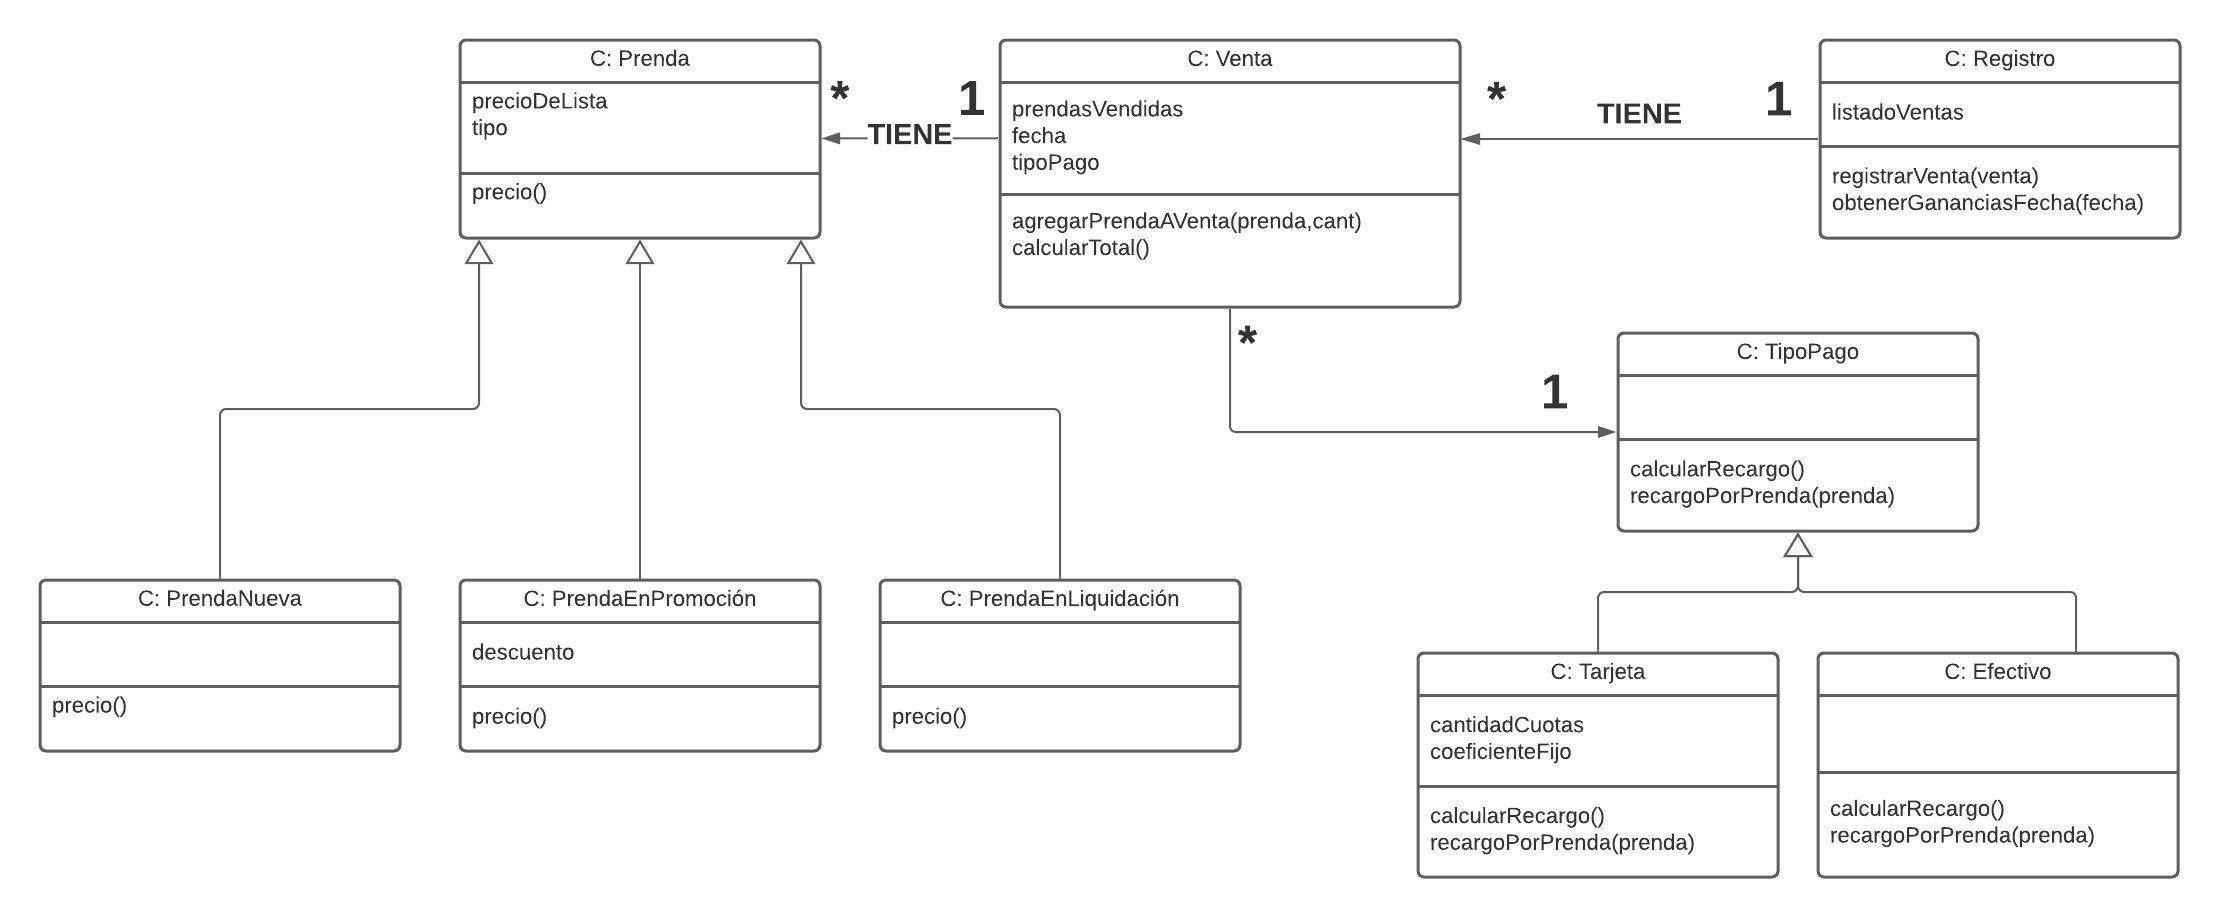 C: Prenda
precioDeLista
tipo
precio()
*
TIENE
1
C: Venta
prendasVendidas
fecha
tipoPago
agregarPrendaAVenta(prenda,cant)
calcularTotal()
*
TIENE
1
C: Registro
listadoVentas
registrarVenta(venta)
obtenerGananciasFecha(fecha)
*
1
C: TipoPago
calcularRecargo()
recargoPorPrenda(prenda)
C: PrendaNueva
precio()
C: PrendaEnPromoción
descuento
precio()
C: PrendaEnLiquidación
precio()
C: Tarjeta
cantidadCuotas
coeficienteFijo
calcularRecargo()
recargoPorPrenda(prenda)
C: Efectivo
calcularRecargo()
recargoPorPrenda(prenda)